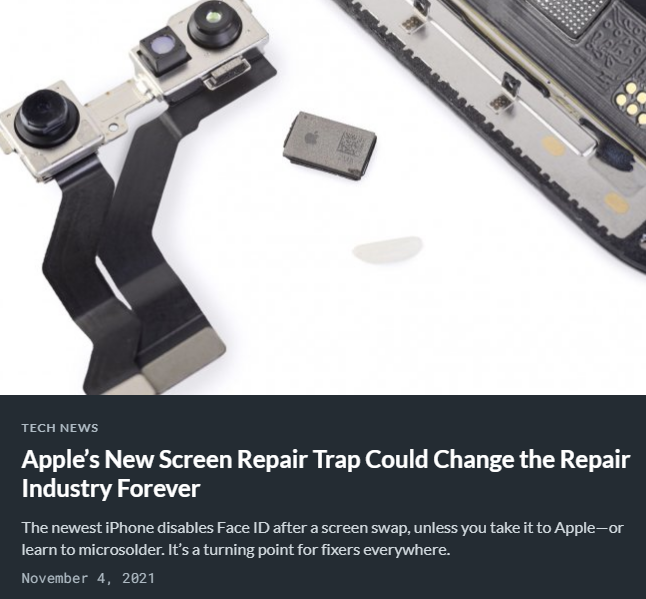 TECH NEWS
Apple’s New Screen Repair Trap Could Change the Repair
Industry Forever
The newest iPhone disables Face ID after a screen swap, unless you take it to Apple—or
learn to microsolder. It’s a turning point for fixers everywhere.
November 4, 2021